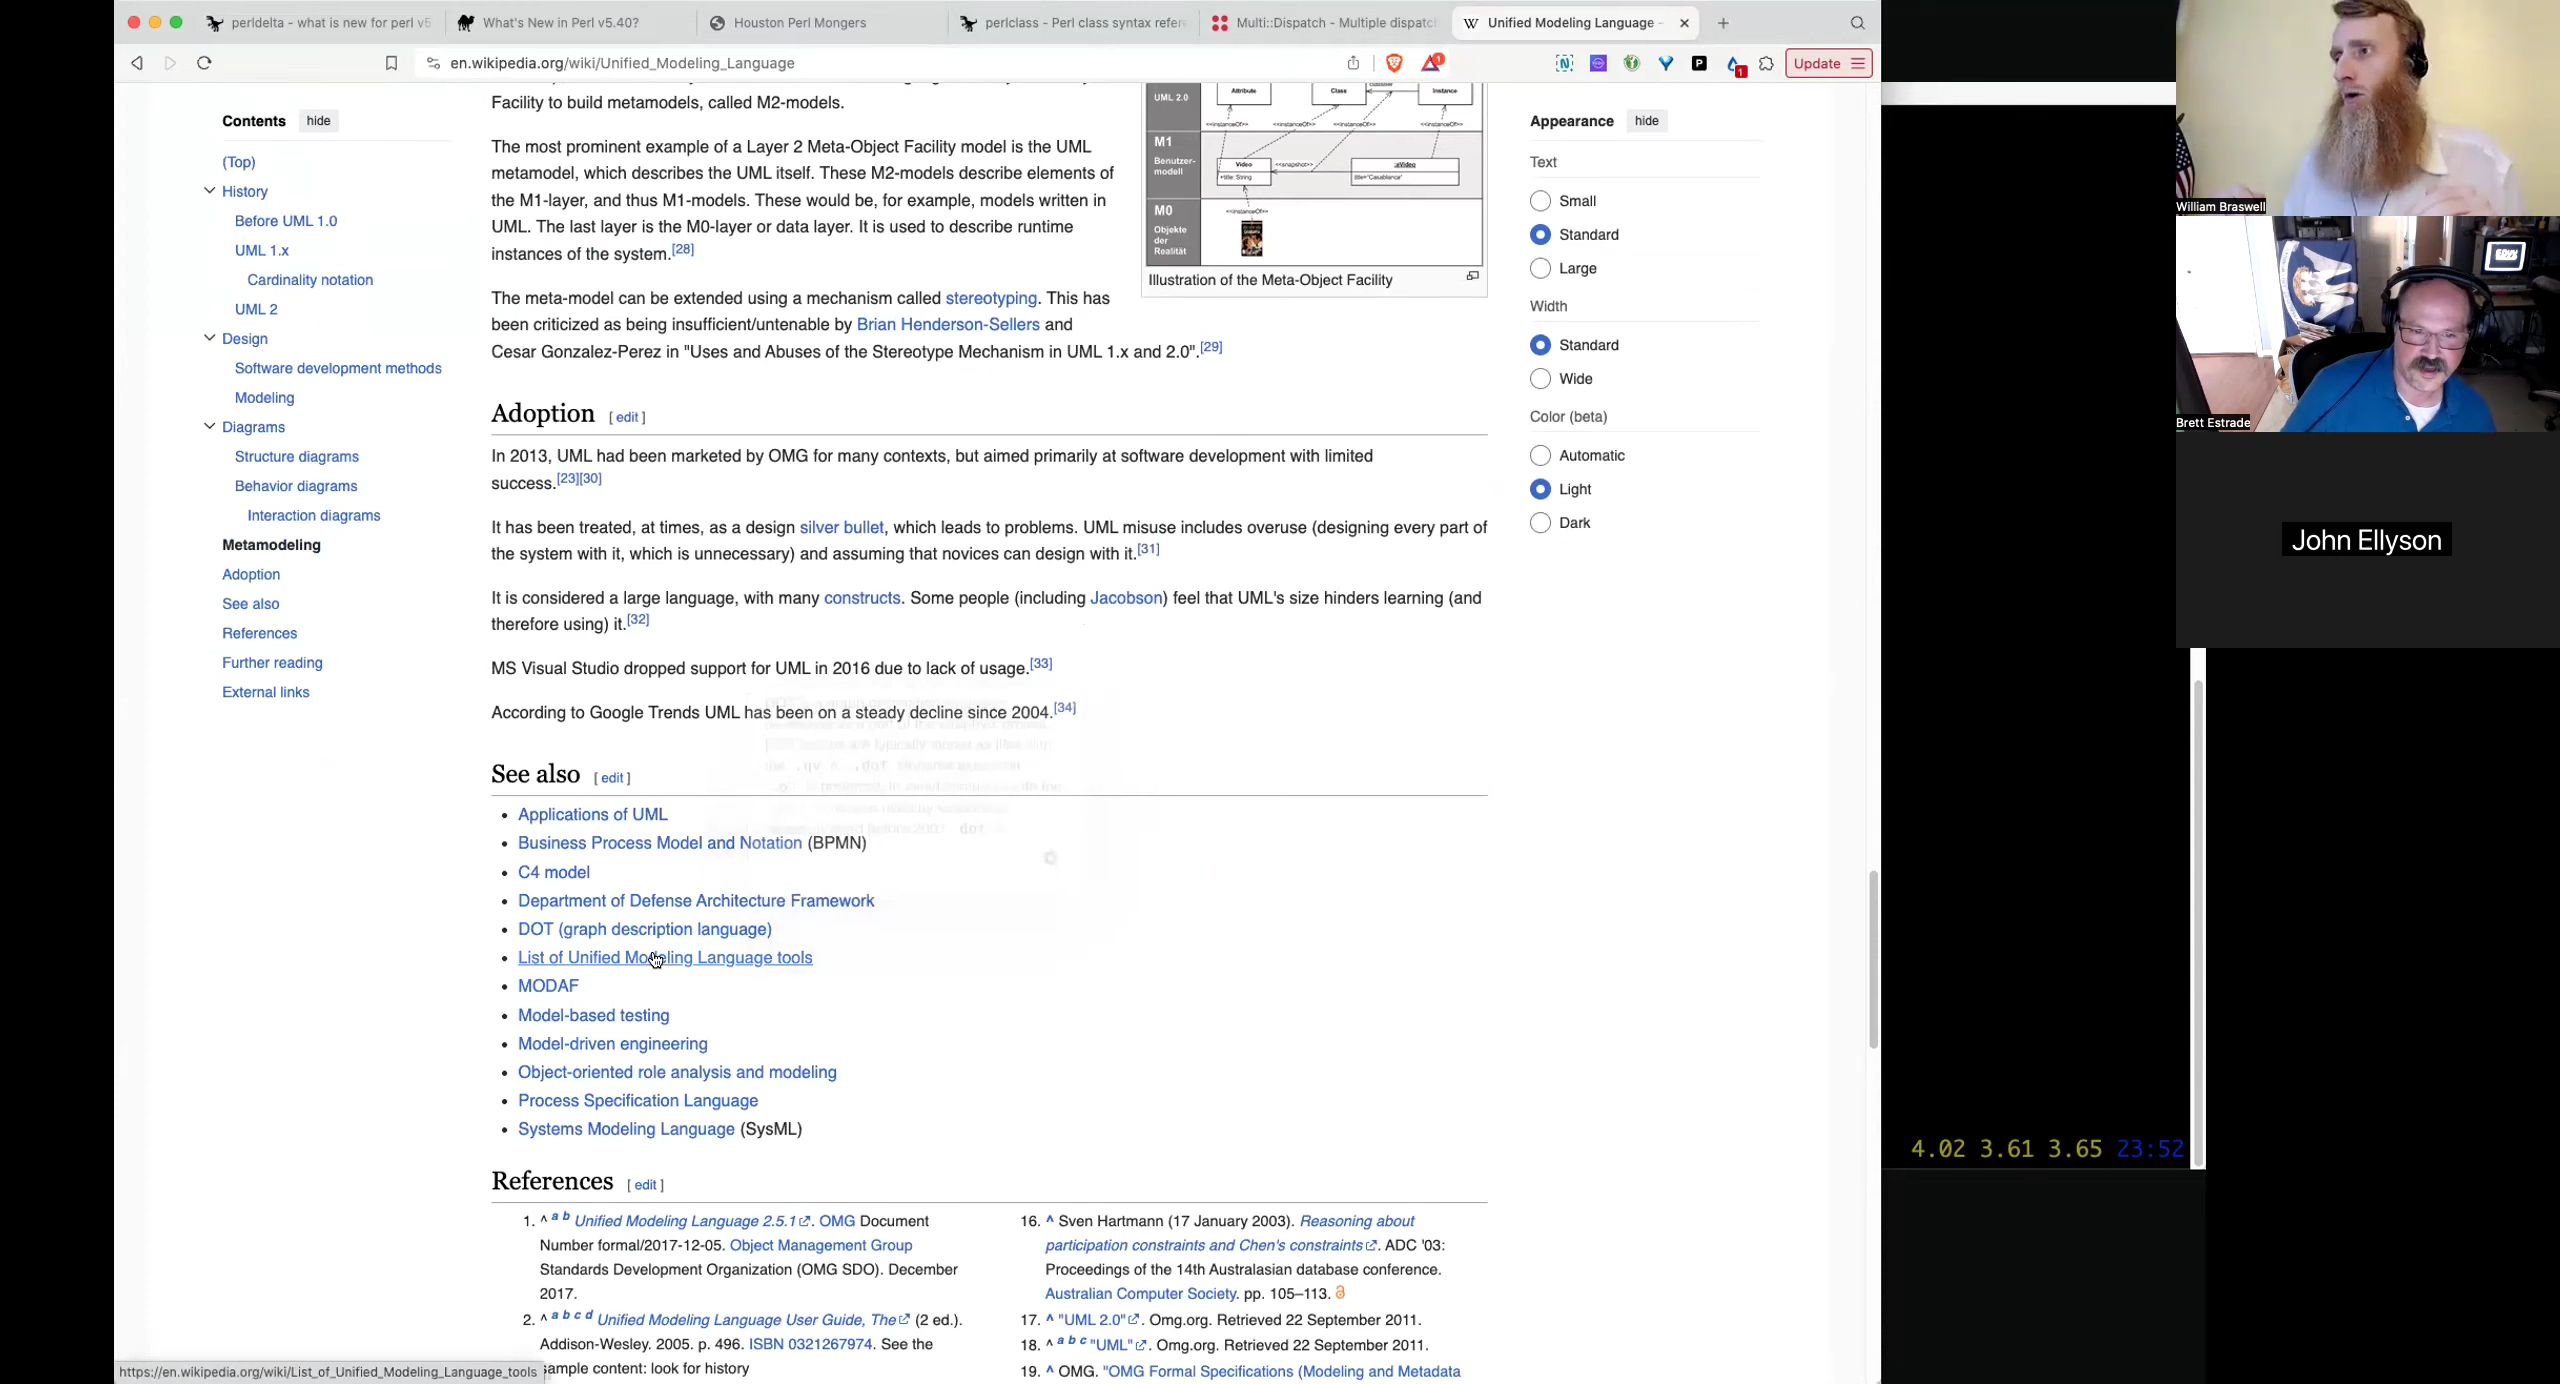 perldelta - what is new for perl v5
What's New in Perl v5.40?
Houston Perl Mongers
perlclass - Perl class syntax refere
Multi::Dispatch - Multiple dispatch
Unified Modeling Language -
en.wikipedia.org/wiki/Unified_Modeling_Language
Update
Contents hide
(Top)
History
Before UML 1.0
UML 1.x
Cardinality notation
UML 2
Design
Software development methods
Modeling
Diagrams
Structure diagrams
Behavior diagrams
Interaction diagrams
Metamodeling
Adoption
See also
References
Further reading
External links
Facility to build metamodels, called M2-models.
The most prominent example of a Layer 2 Meta-Object Facility model is the UML
metamodel, which describes the UML itself. These M2-models describe elements of
the M1-layer, and thus M1-models. These would be, for example, models written in
UML. The last layer is the M0-layer or data layer. It is used to describe runtime
instances of the system.[28]
The meta-model can be extended using a mechanism called stereotyping. This has
been criticized as being insufficient/untenable by Brian Henderson-Sellers and
Cesar Gonzalez-Perez in "Uses and Abuses of the Stereotype Mechanism in UML 1.x and 2.0".[29]
UML 2.0
Attribute
Class
Instance
<<instanceOf>> <<instanceOf>> <<instanceOf>> <<instanceOf>>
M1
Benutzer-
modell
Video
+title: String
<<snapshot>>
:Video
title="Casablanca"
M0
Objekte
der
Realität
<<instanceOf>>
Illustration of the Meta-Object Facility
Adoption [ edit ]
In 2013, UML had been marketed by OMG for many contexts, but aimed primarily at software development with limited
success.[23][30]
It has been treated, at times, as a design silver bullet, which leads to problems. UML misuse includes overuse (designing every part of
the system with it, which is unnecessary) and assuming that novices can design with it.[31]
It is considered a large language, with many constructs. Some people (including Jacobson) feel that UML's size hinders learning (and
therefore using) it.[32]
MS Visual Studio dropped support for UML in 2016 due to lack of usage.[33]
According to Google Trends UML has been on a steady decline since 2004.[34]
See also [ edit ]
Applications of UML
Business Process Model and Notation (BPMN)
C4 model
Department of Defense Architecture Framework
DOT (graph description language)
List of Unified Modeling Language tools
MODAF
Model-based testing
Model-driven engineering
Object-oriented role analysis and modeling
Process Specification Language
Systems Modeling Language (SysML)
References [ edit ]
1. ^ a b Unified Modeling Language 2.5.1. OMG Document
Number formal/2017-12-05. Object Management Group
Standards Development Organization (OMG SDO). December
2017.
2. ^ a b c d Unified Modeling Language User Guide, The (2 ed.).
Addison-Wesley. 2005. p. 496. ISBN 0321267974. See the
sample content: look for history
16. ^ Sven Hartmann (17 January 2003). Reasoning about
participation constraints and Chen's constraints. ADC '03:
Proceedings of the 14th Australasian database conference.
Australian Computer Society. pp. 105–113.
17. ^ "UML 2.0". Omg.org. Retrieved 22 September 2011.
18. ^ a b c "UML". Omg.org. Retrieved 22 September 2011.
19. ^ OMG. "OMG Formal Specifications (Modeling and Metadata
https://en.wikipedia.org/wiki/List_of_Unified_Modeling_Language_tools
Appearance hide
Text
Small
Standard
Large
Width
Standard
Wide
Color (beta)
Automatic
Light
Dark
William Braswell
Brett Estrade
John Ellyson
4.02 3.61 3.65 23:52